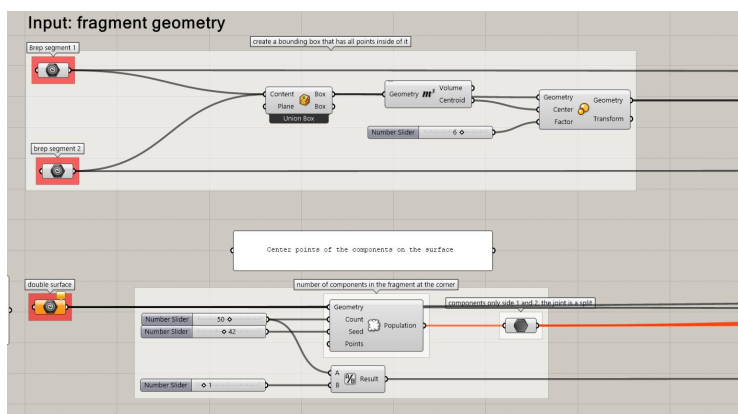 Input: fragment geometry
Brep segment 1
create a bounding box that has all points inside of it
Content Box
Plane Box
Union Box
Geometry m³ Volume
Centroid
Geometry Geometry
Center
Factor Transform
Number Slider 6
brep segment 2
Center points of the components on the surface
double surface
number of components in the fragment at the corner
components only side 1 and 2, the joint is a split
Geometry
Count
Seed
Points
Population
Number Slider 50
Number Slider 42
A
B
Result
Number Slider 1